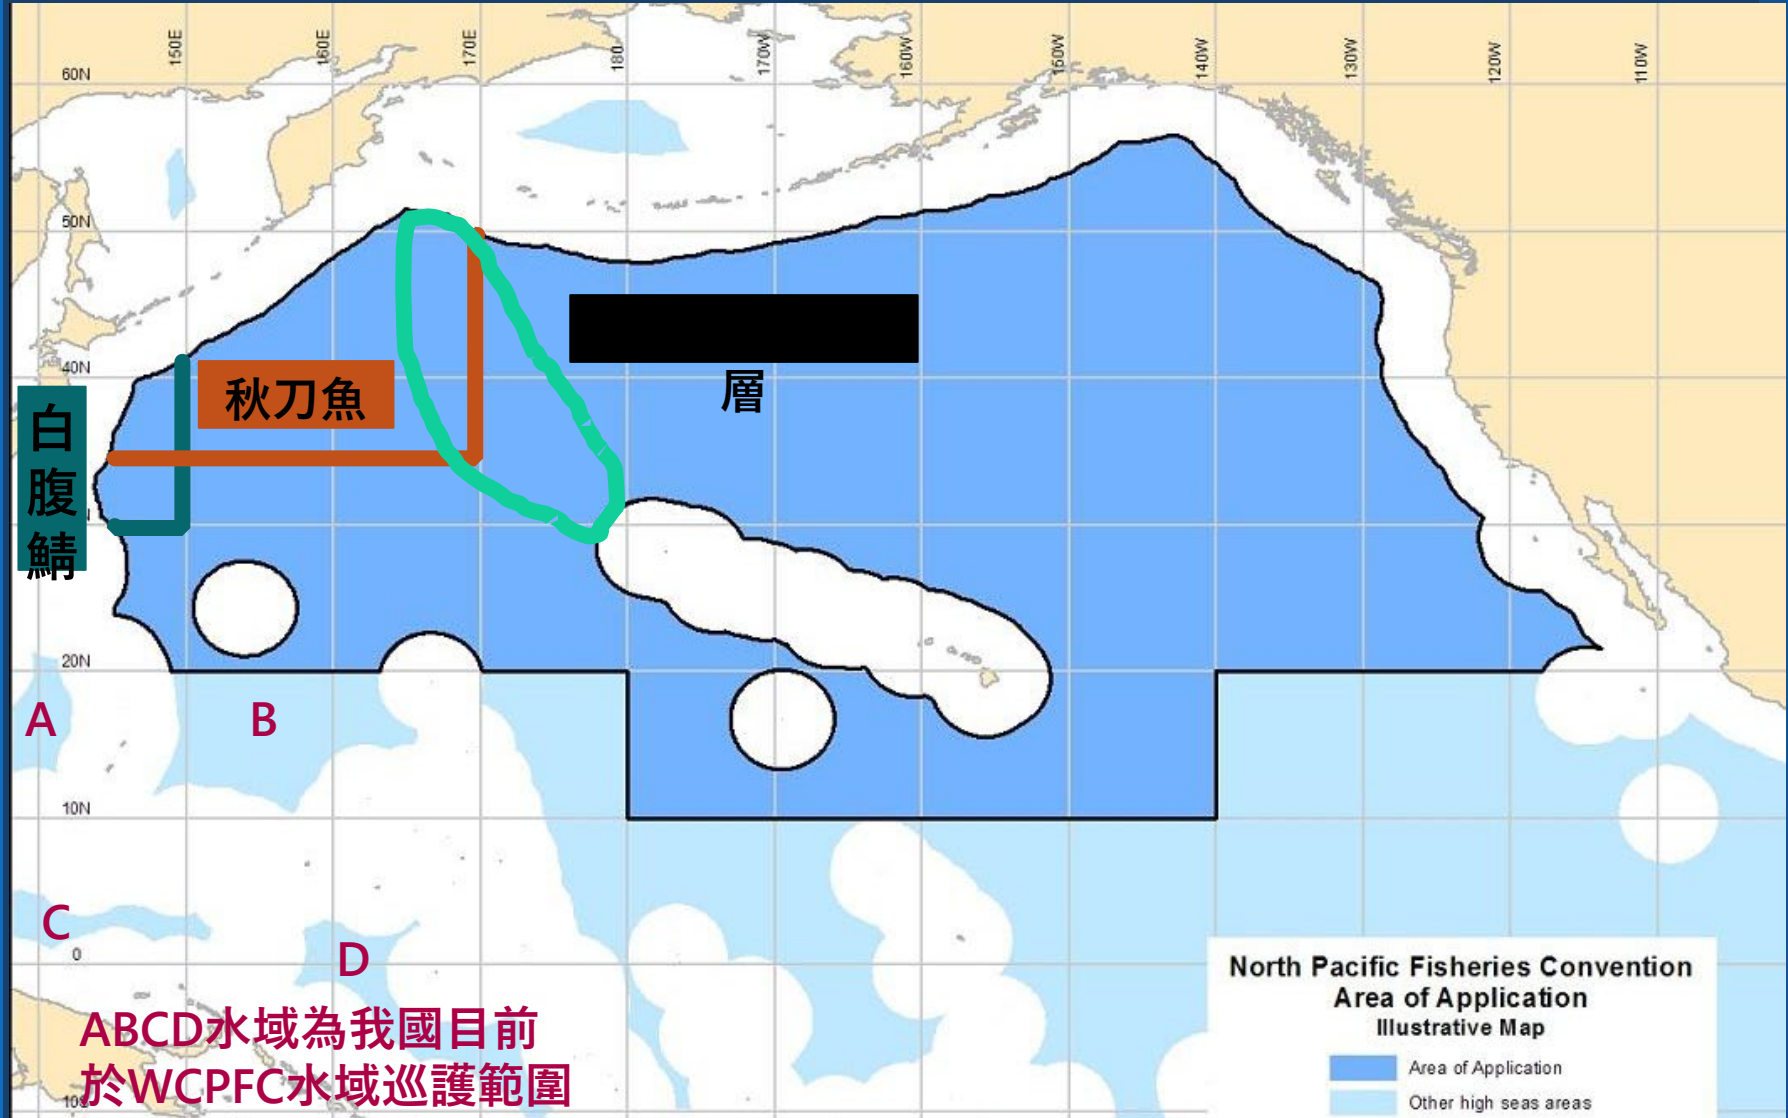 150E
160E
170E
180
170W
160W
150W
140W
130W
120W
110W
60N
50N
40N
20N
10N
0
秋刀魚
層
白
腹
鯖
A
B
C
D
ABCD水域為我國目前
於WCPFC水域巡護範圍
North Pacific Fisheries Convention
Area of Application
Illustrative Map
Area of Application
Other high seas areas